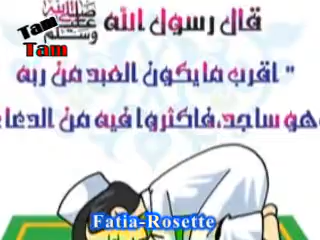 قال رسول الله ﷺ
Tam
Tam
" اقرب ما يكون العبد من ربه
هو ساجد،فاكثروا فيه من الدعا
Fatia-Rosette